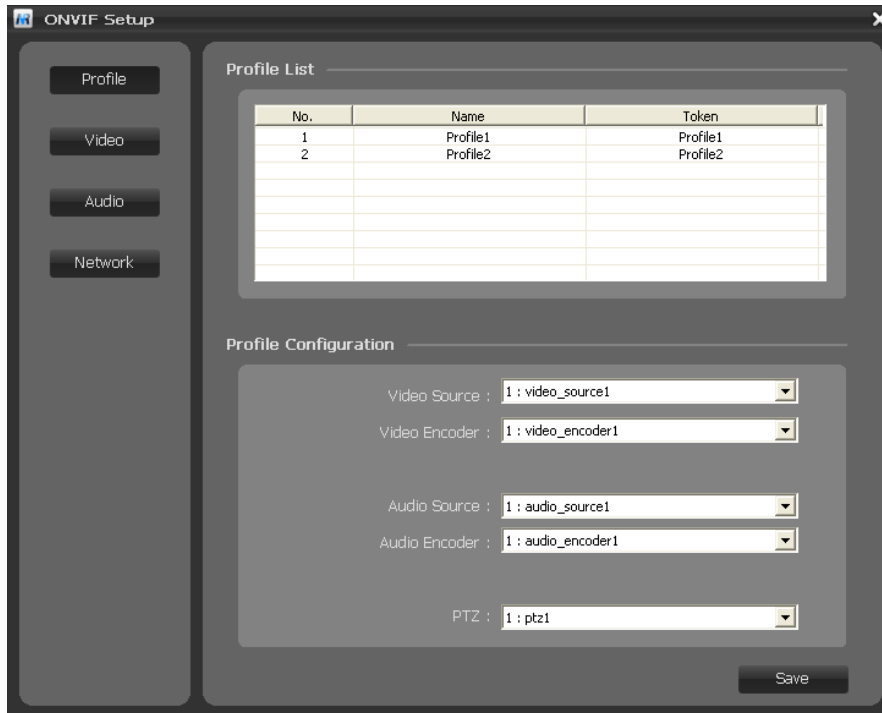 ONVIF Setup
Profile
Video
Audio
Network
Profile List
No. Name Token
1 Profile1 Profile1
2 Profile2 Profile2
Profile Configuration
Video Source : 1 : video_source1
Video Encoder : 1 : video_encoder1
Audio Source : 1 : audio_source1
Audio Encoder : 1 : audio_encoder1
PTZ : 1 : ptz1
Save